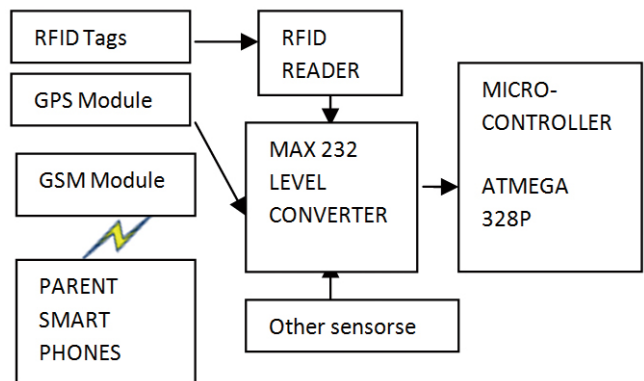 RFID Tags
RFID
READER
GPS Module
MICRO-
CONTROLLER
ATMEGA
328P
MAX 232
LEVEL
CONVERTER
GSM Module
PARENT
SMART
PHONES
Other sensorse